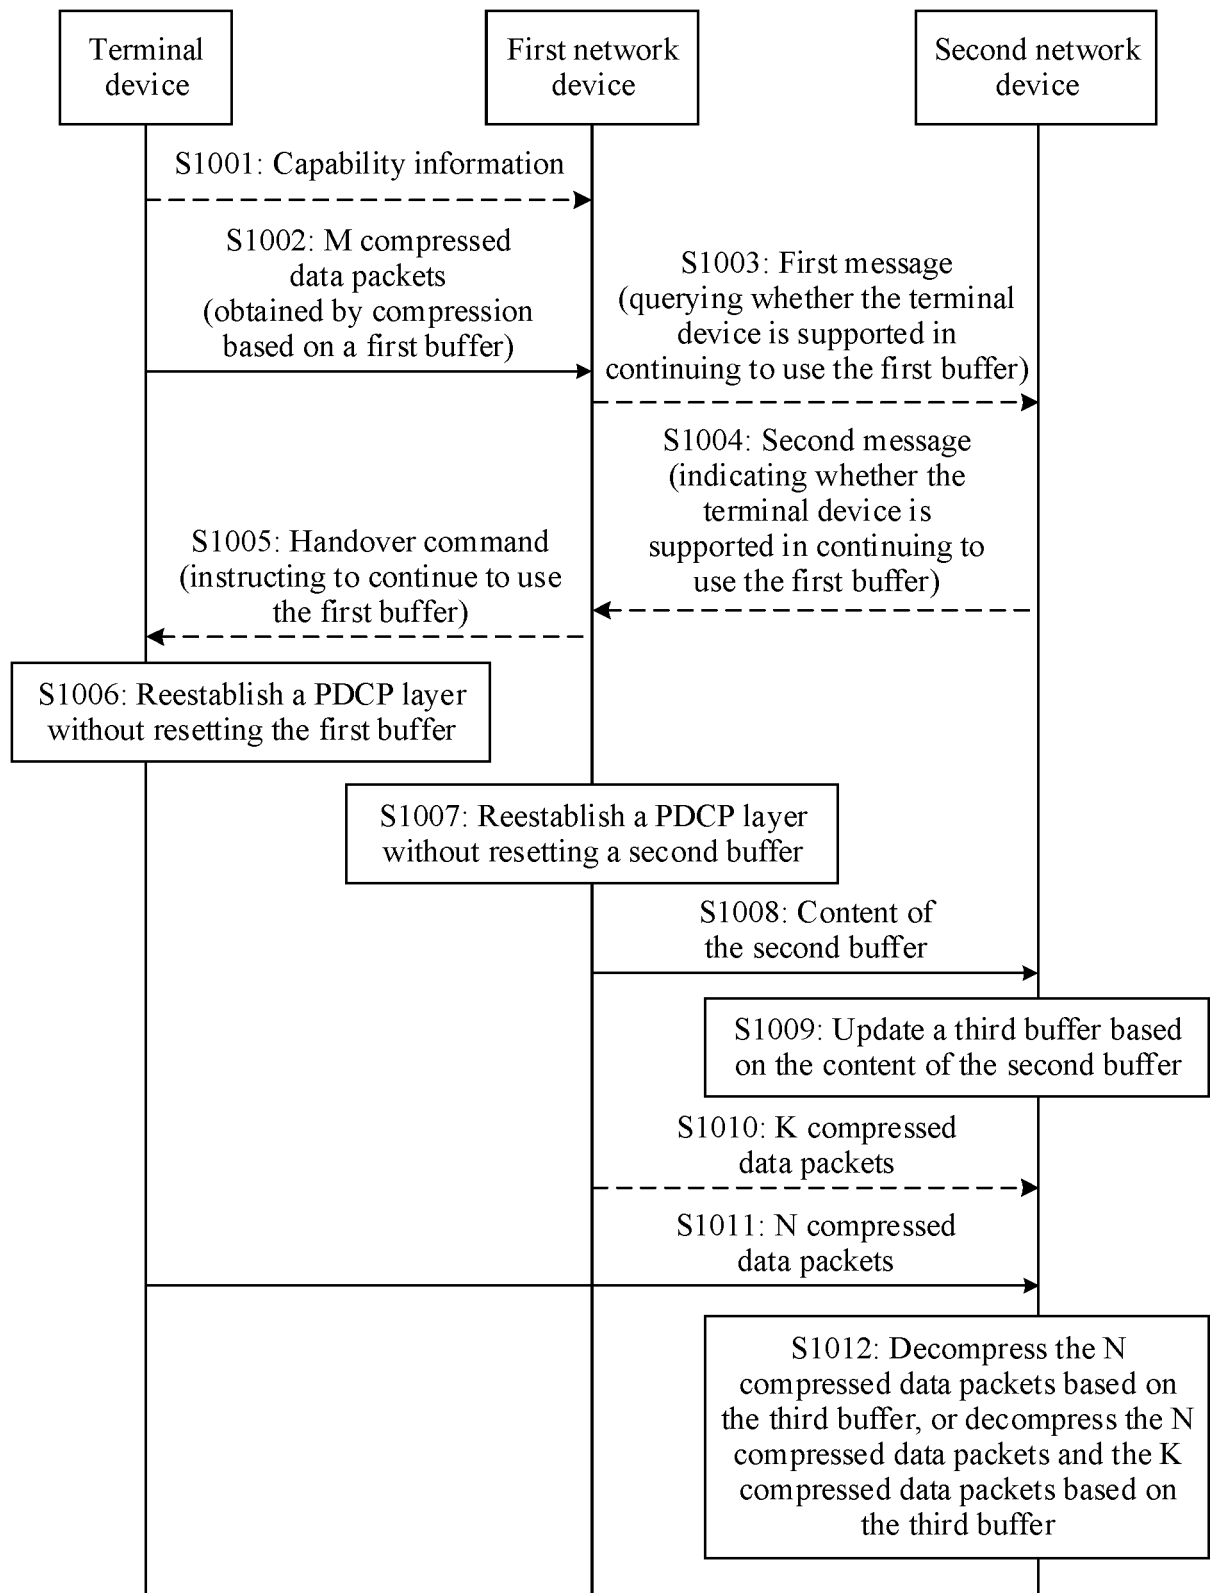 Terminal
device
First network
device
Second network
device
S1001: Capability information
S1002: M compressed
data packets
(obtained by compression
based on a first buffer)
S1003: First message
(querying whether the terminal
device is supported in
continuing to use the first buffer)
S1004: Second message
(indicating whether the
terminal device is
supported in continuing to
use the first buffer)
S1005: Handover command
(instructing to continue to use
the first buffer)
S1006: Reestablish a PDCP layer
without resetting the first buffer
S1007: Reestablish a PDCP layer
without resetting a second buffer
S1008: Content of
the second buffer
S1009: Update a third buffer based
on the content of the second buffer
S1010: K compressed
data packets
S1011: N compressed
data packets
S1012: Decompress the N
compressed data packets based on
the third buffer, or decompress the N
compressed data packets and the K
compressed data packets based on
the third buffer